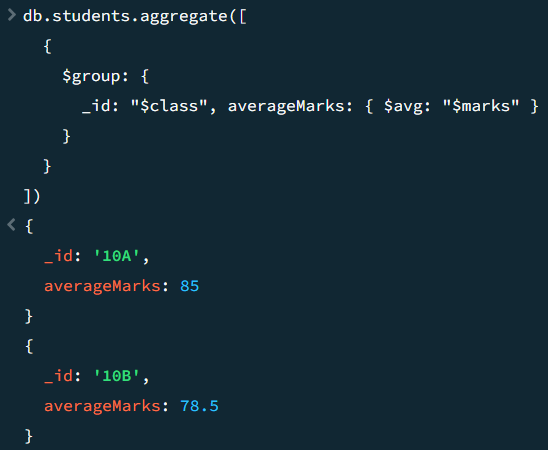 db.students.aggregate([
{
$group: {
_id: "$class", averageMarks: { $avg: "$marks" }
}
}
])
{
_id: '10A',
averageMarks: 85
}
{
_id: '10B',
averageMarks: 78.5
}